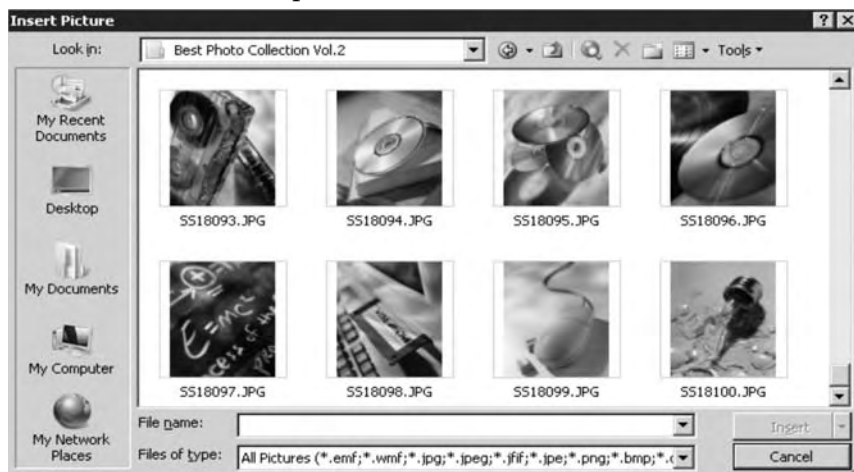 Insert Picture
Look in:
Best Photo Collection Vol.2
Tools
My Recent
Documents
Desktop
My Documents
My Computer
My Network
Places
SS18093.JPG
SS18094.JPG
SS18095.JPG
SS18096.JPG
E=mc²
SS18097.JPG
SS18098.JPG
SS18099.JPG
SS18100.JPG
File name:
Insert
Files of type:
All Pictures (*.emf;*.wmf;*.jpg;*.jpeg;*.jfif;*.jpe;*.png;*.bmp;*.
Cancel